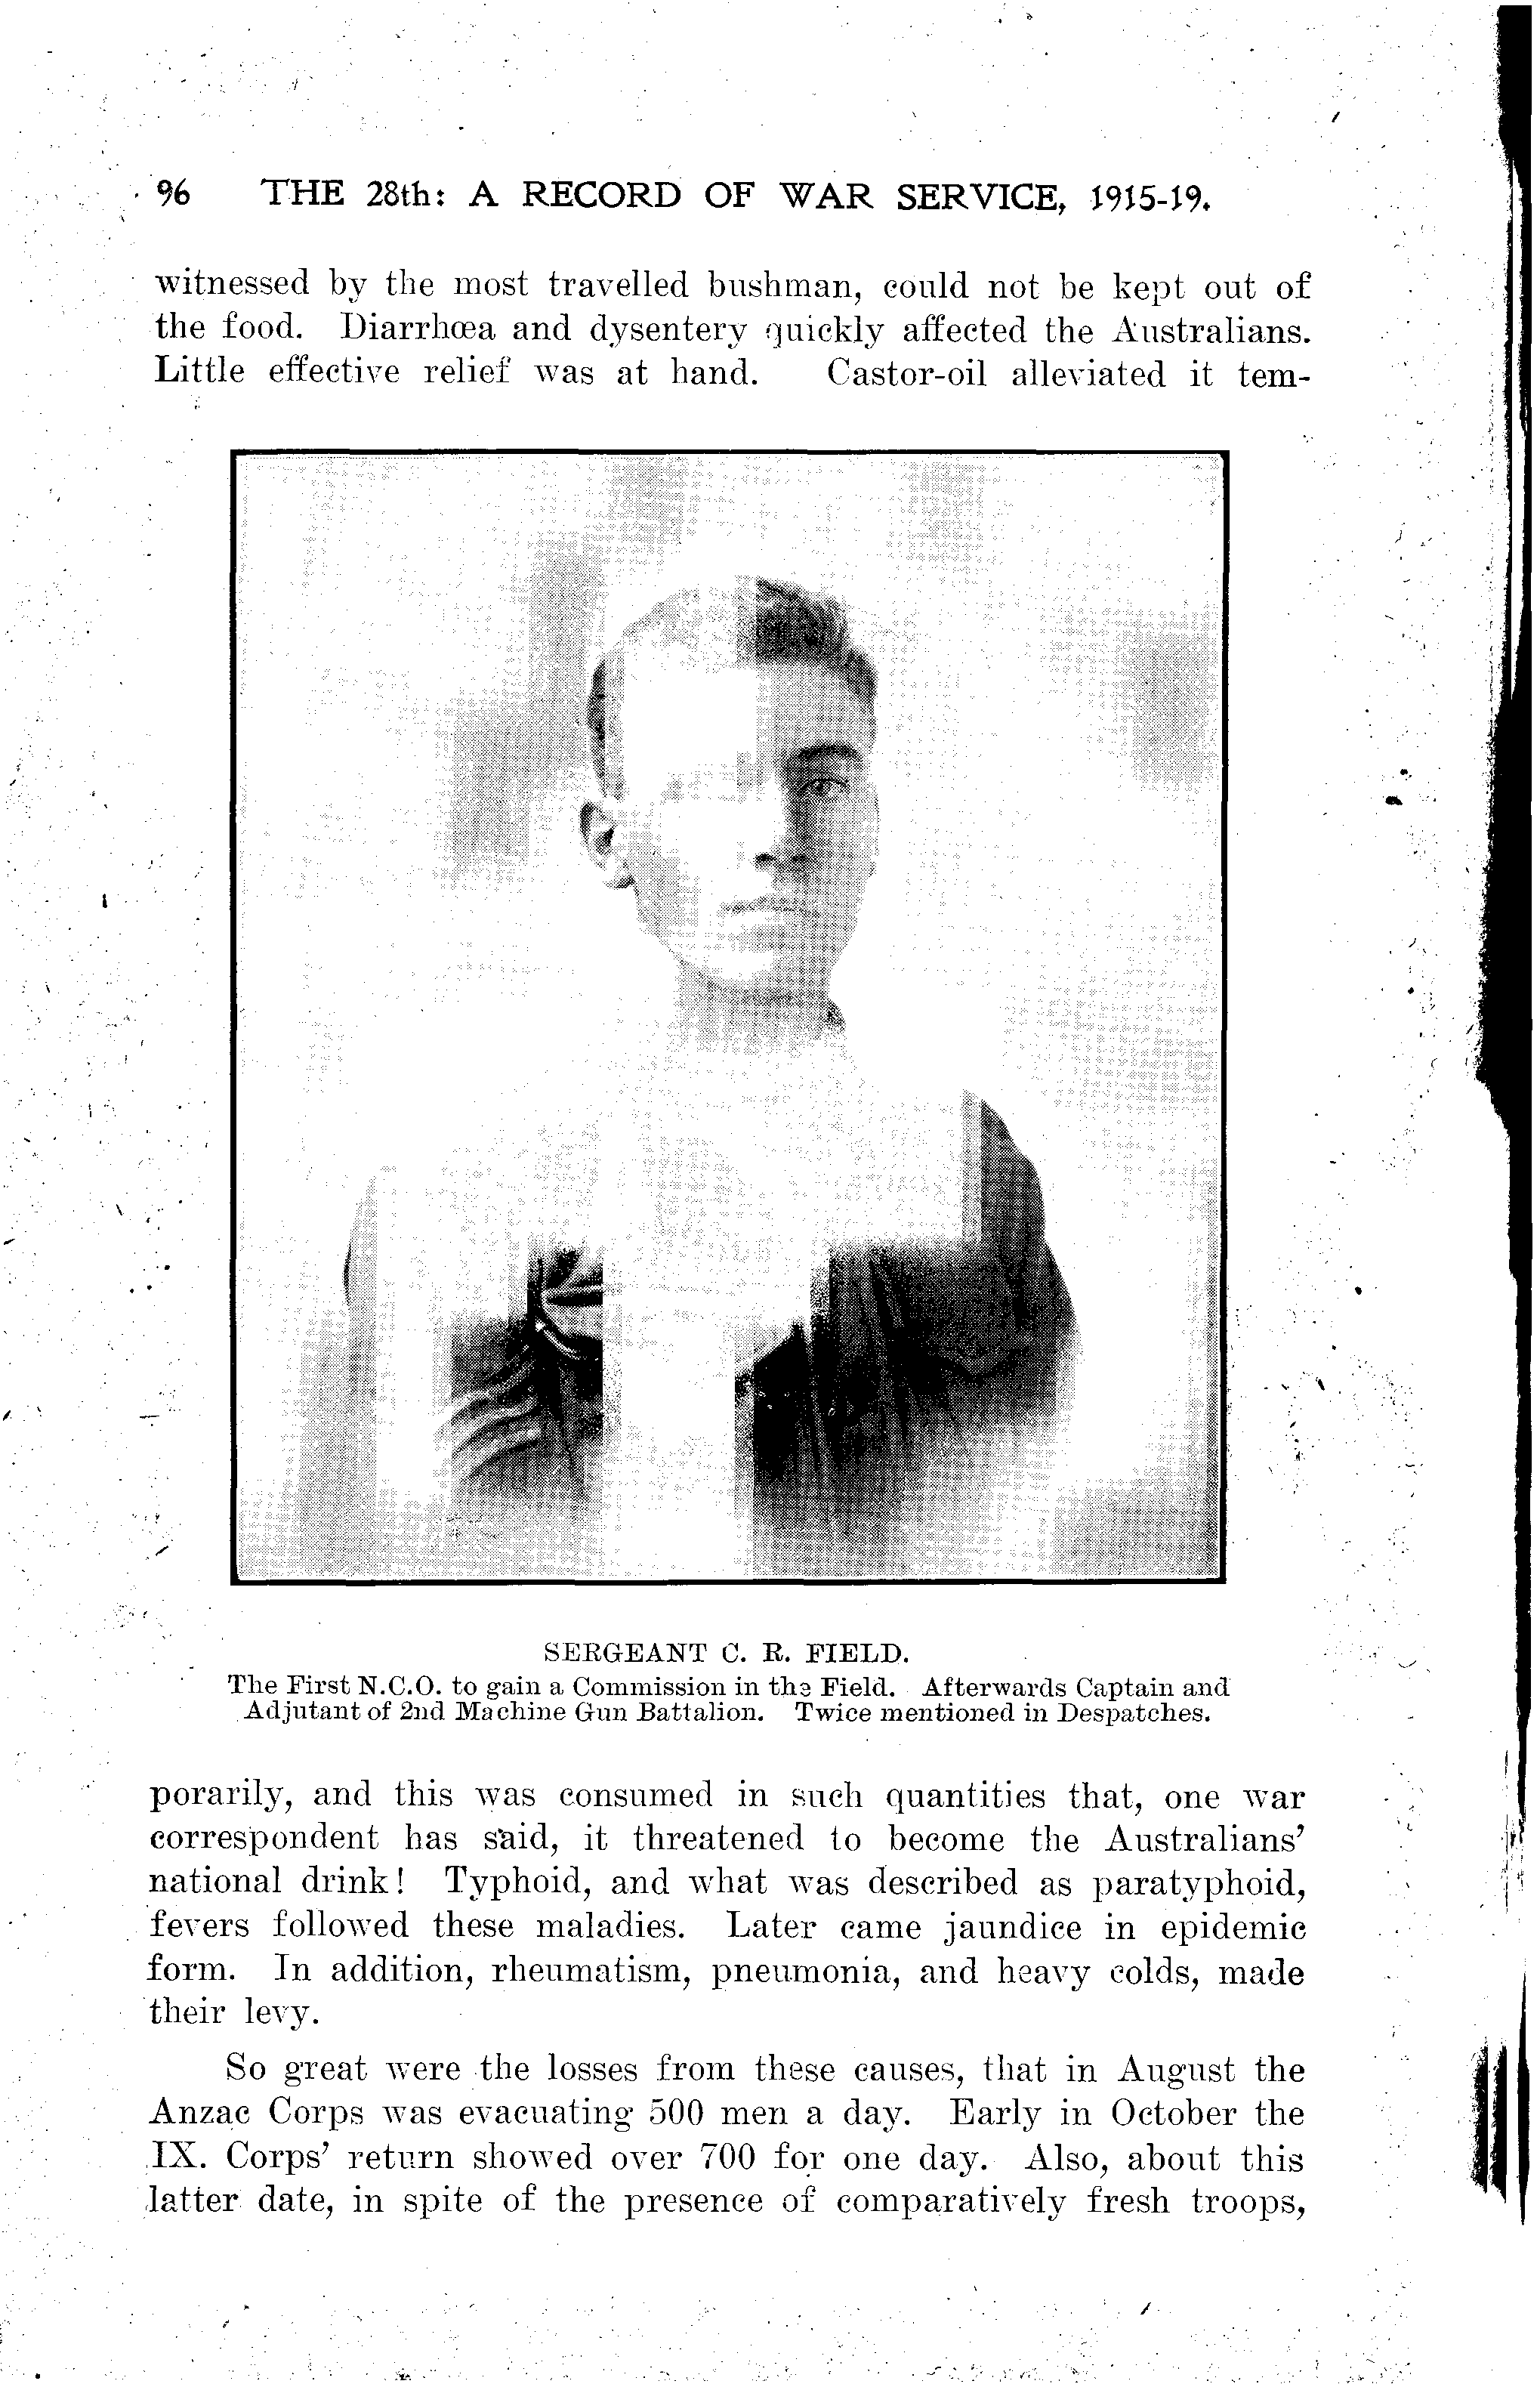 96 THE 28th: A RECORD OF WAR SERVICE, 1915-19.
witnessed by the most travelled bushman, could not be kept out of
the food. Diarrhœa and dysentery quickly affected the Australians.
Little effective relief was at hand. Castor-oil alleviated it tem-
SERGEANT C. R. FIELD.
The First N.C.O. to gain a Commission in the Field. Afterwards Captain and
Adjutant of 2nd Machine Gun Battalion. Twice mentioned in Despatches.
porarily, and this was consumed in such quantities that, one war
correspondent has said, it threatened to become the Australians'
national drink! Typhoid, and what was described as paratyphoid,
fevers followed these maladies. Later came jaundice in epidemic
form. In addition, rheumatism, pneumonia, and heavy colds, made
their levy.
So great were the losses from these causes, that in August the
Anzac Corps was evacuating 500 men a day. Early in October the
IX. Corps' return showed over 700 for one day. Also, about this
latter date, in spite of the presence of comparatively fresh troops,